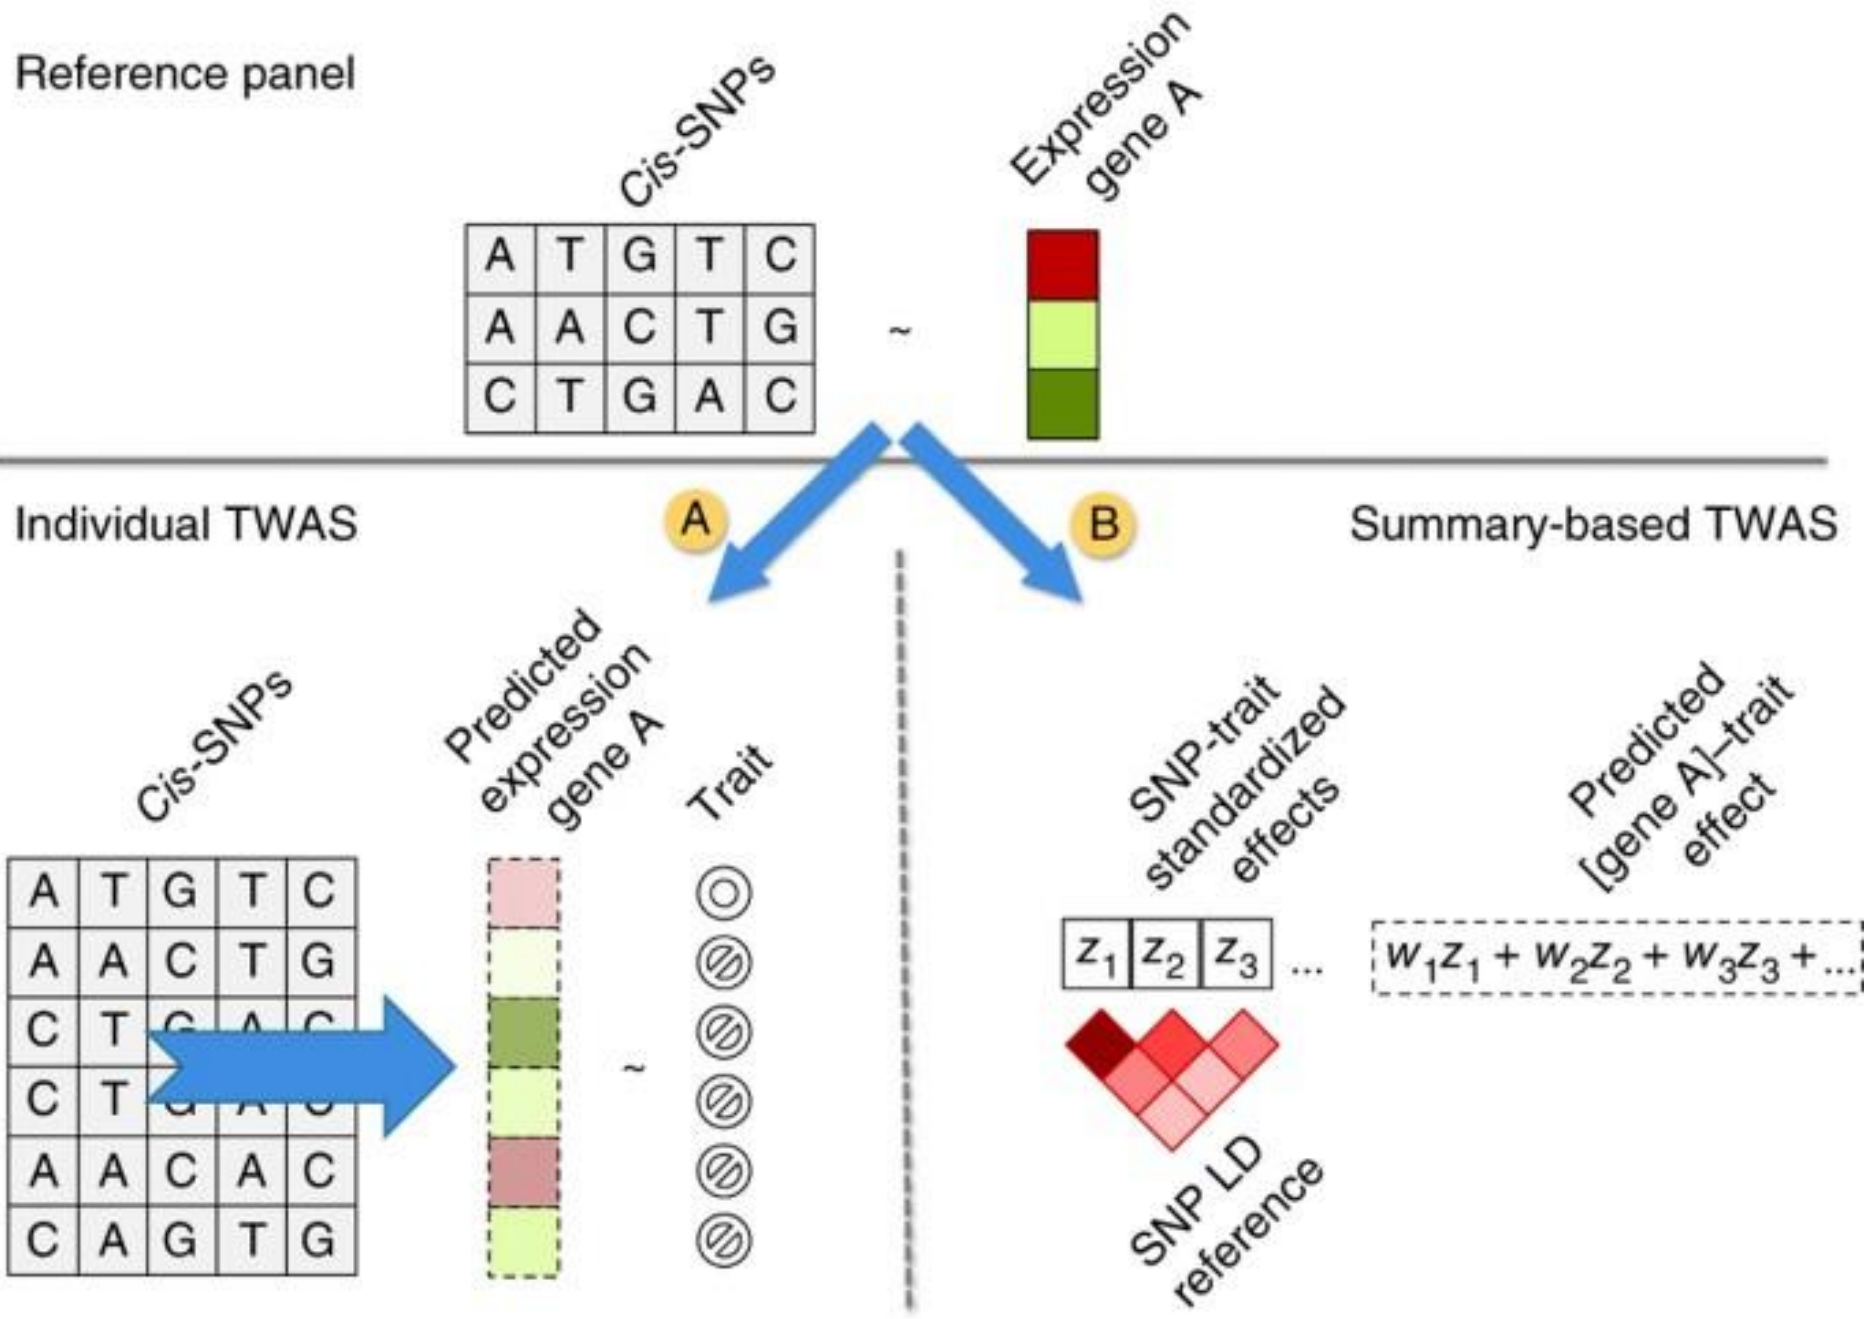 Reference panel
Cis-SNPs
Expression
gene A
A T G T C
A A C T G
C T G A C
~
Individual TWAS
A
B
Summary-based TWAS
Cis-SNPs
Predicted
expression
gene A
Trait
A T G T C
A A C T G
C T G A C
C T G A C
A A C A C
C A G T G
~
SNP-trait
standardized
effects
Predicted
[gene A]–trait
effect
z1 z2 z3 ...
w1z1 + w2z2 + w3z3 +...
SNP LD
reference